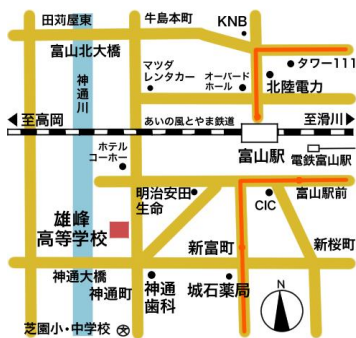 田苅屋東
牛島本町
KNB
富山北大橋
タワー111
マツダ
レンタカー
オーバード
ホール
北陸電力
神通川
至高岡
あいの風とやま鉄道
至滑川
富山駅
電鉄富山駅
ホテル
コーホー
明治安田
生命
CIC
富山駅前
雄峰
高等学校
新富町
新桜町
神通大橋
神通町
神通
歯科
城石薬局
N
芝園小・中学校
文